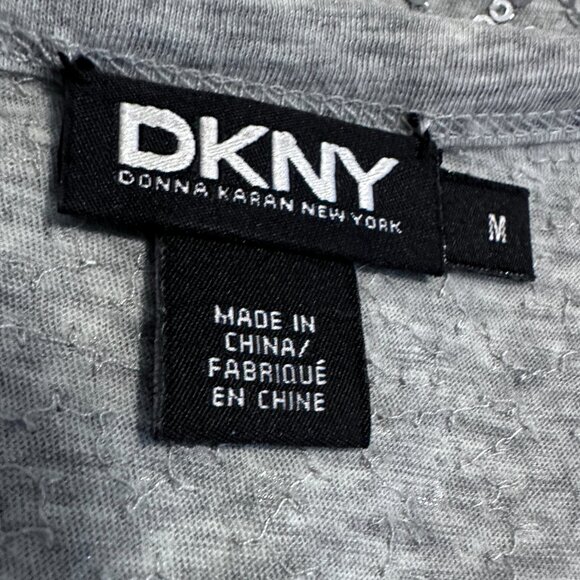 DKNY
DONNA KARAN NEW YORK
M
MADE IN
CHINA/
FABRIQUÉ
EN CHINE